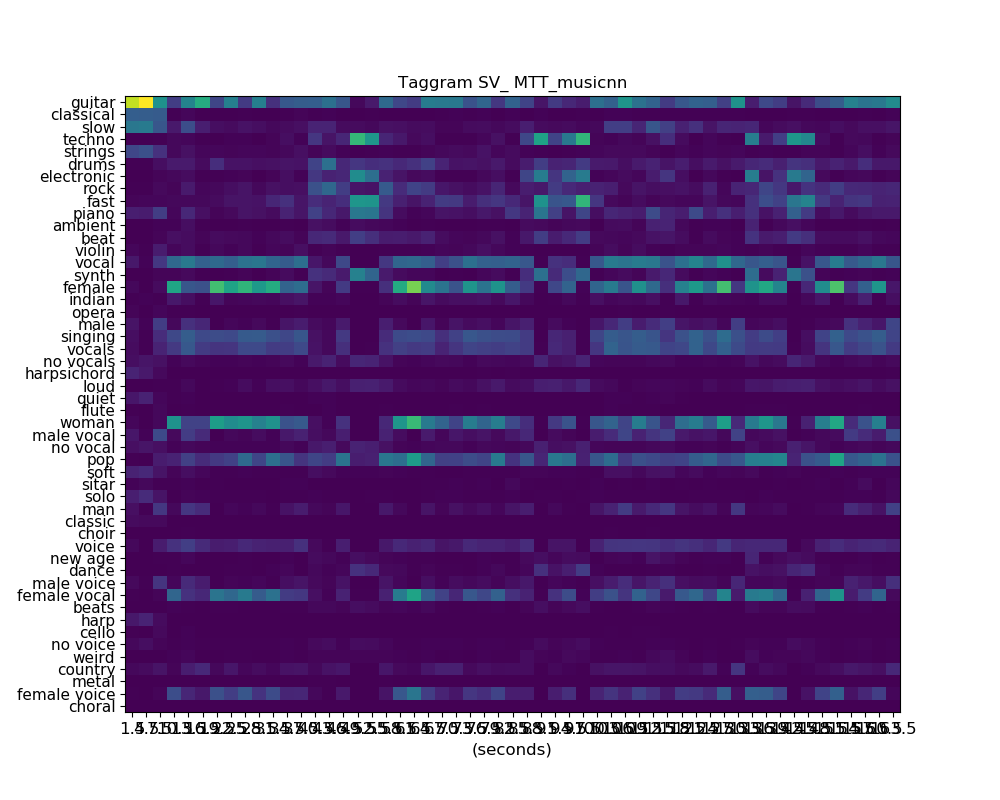 Taggram SV_ MTT_musicnn
guitar
classical
slow
techno
strings
drums
electronic
rock
fast
piano
ambient
beat
violin
vocal
synth
female
indian
opera
male
singing
vocals
no vocals
harpsichord
loud
quiet
flute
woman
male vocal
no vocal
pop
soft
sitar
solo
man
classic
choir
voice
new age
dance
male voice
female vocal
beats
harp
cello
no voice
weird
country
metal
female voice
choral
(seconds)